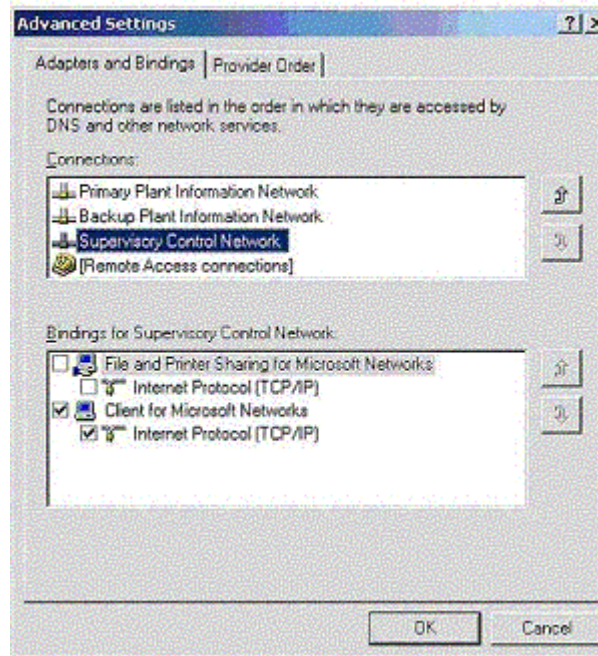 Advanced Settings
Adapters and Bindings
Provider Order
Connections are listed in the order in which they are accessed by
DNS and other network services.
Connections:
Primary Plant Information Network
Backup Plant Information Network
Supervisory Control Network
[Remote Access connections]
Bindings for Supervisory Control Network:
File and Printer Sharing for Microsoft Networks
Internet Protocol (TCP/IP)
Client for Microsoft Networks
Internet Protocol (TCP/IP)
OK
Cancel